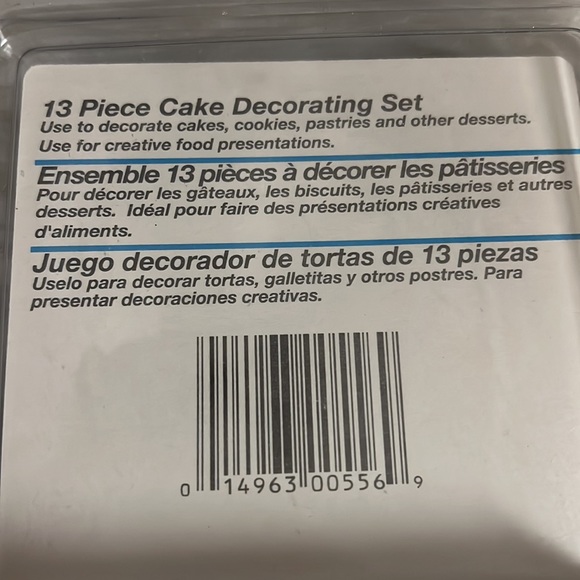 13 Piece Cake Decorating Set
Use to decorate cakes, cookies, pastries and other desserts.
Use for creative food presentations.
Ensemble 13 pièces à décorer les pâtisseries
Pour décorer les gâteaux, les biscuits, les pâtisseries et autres
desserts. Idéal pour faire des présentations créatives
d'aliments.
Juego decorador de tortas de 13 piezas
Uselo para decorar tortas, galletitas y otros postres. Para
presentar decoraciones creativas.
0 14963 00556 9